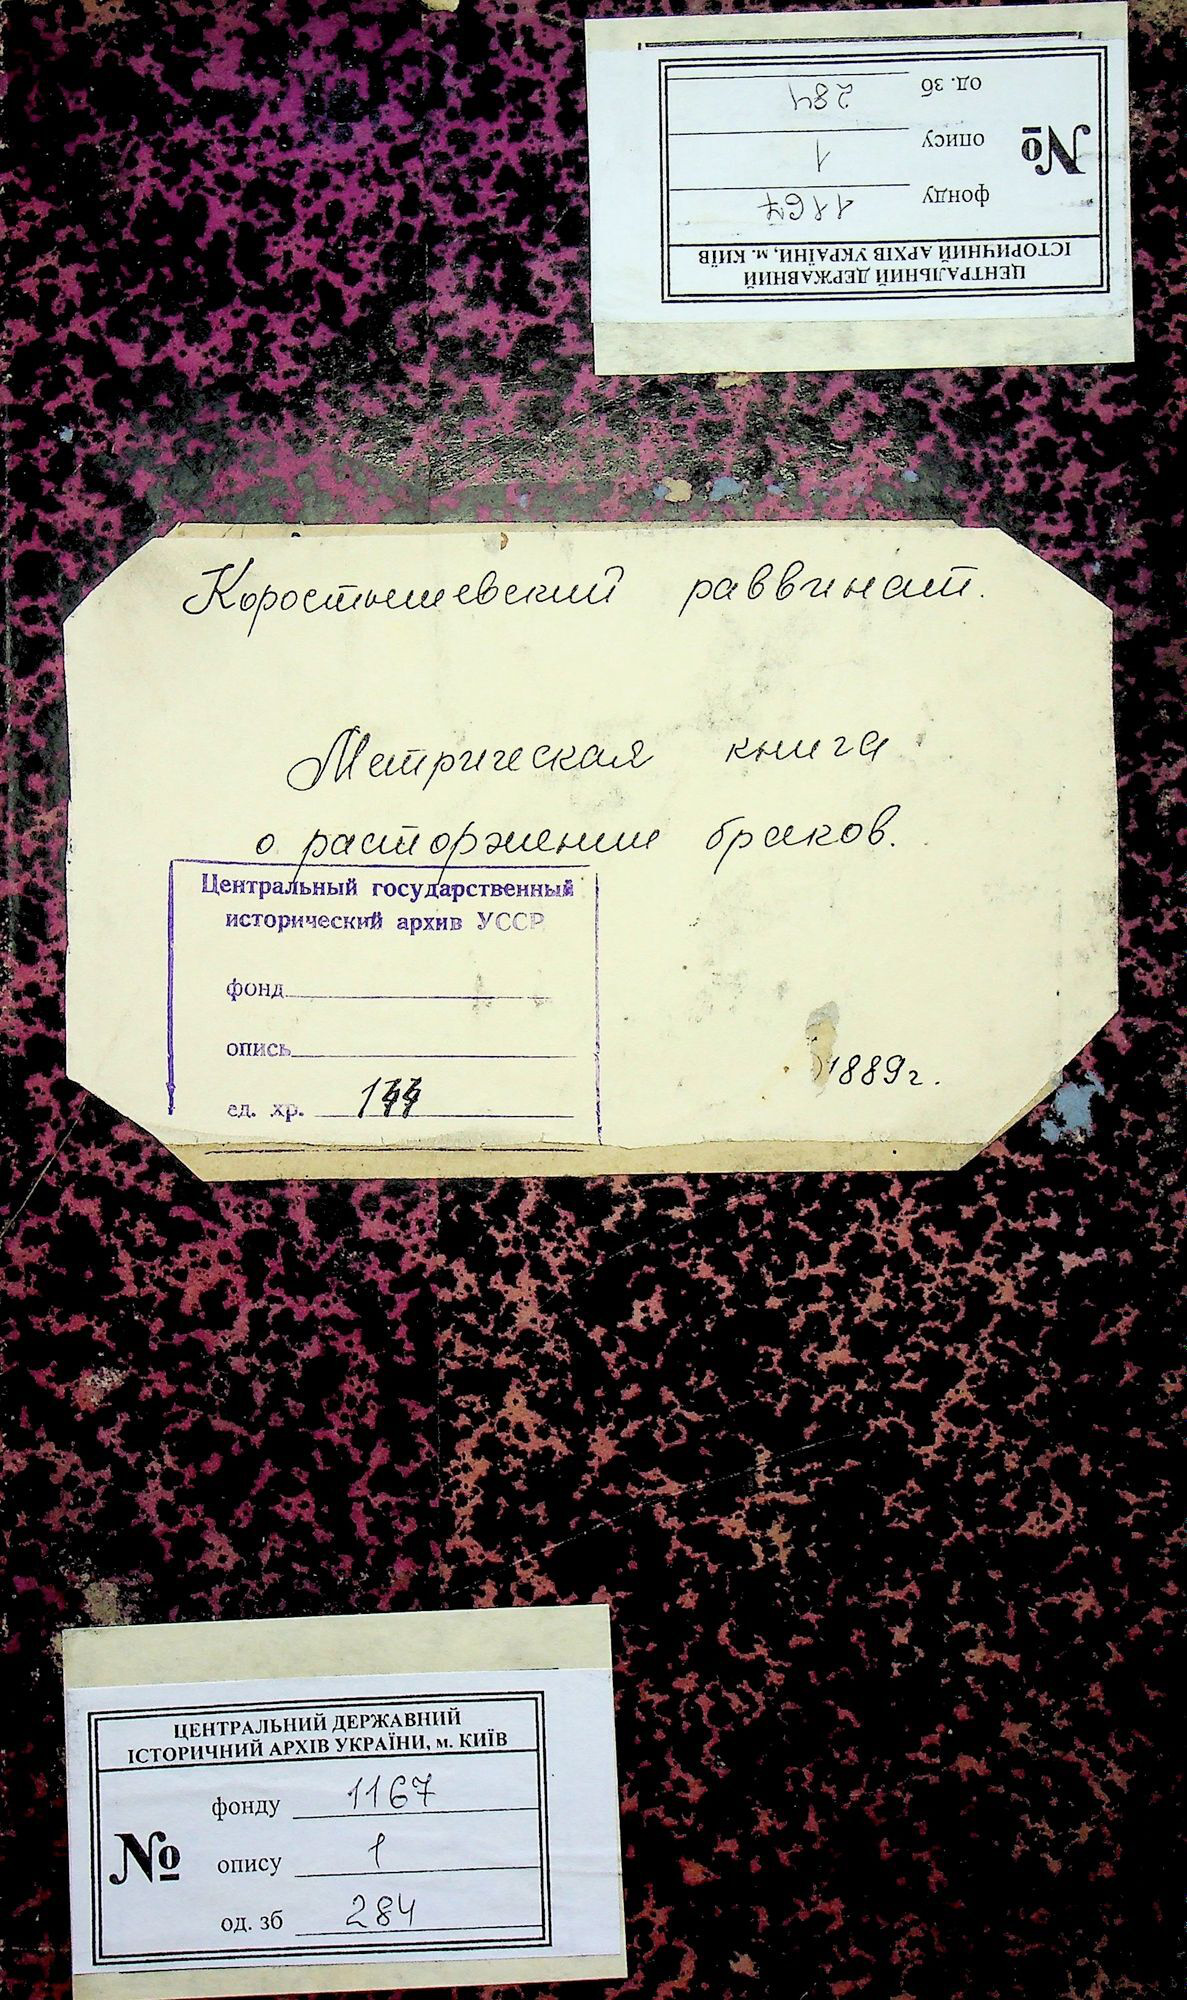 ЦЕНТРАЛЬНИЙ ДЕРЖАВНИЙ
ІСТОРИЧНИЙ АРХІВ УКРАЇНИ, м. КИЇВ
№
фонду 1167
опису 1
од. зб 284
Коростышевский раввинат.
Метрическая книга
о расторжении браков.
Центральный государственный
исторический архив УССР
фонд
опись
ед. хр.
1889 г.
ЦЕНТРАЛЬНИЙ ДЕРЖАВНИЙ
ІСТОРИЧНИЙ АРХІВ УКРАЇНИ, м. КИЇВ
№
фонду 1167
опису 1
од. зб 284